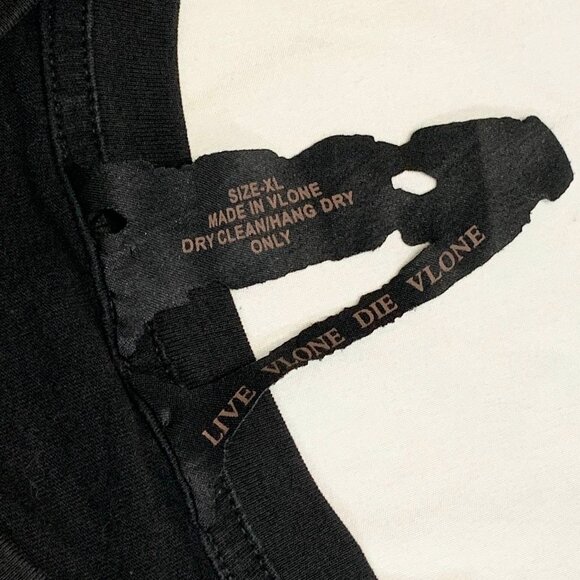 SIZE-XL
MADE IN VLONE
DRY CLEAN/HANG DRY
ONLY
LIVE VLONE DIE VLONE